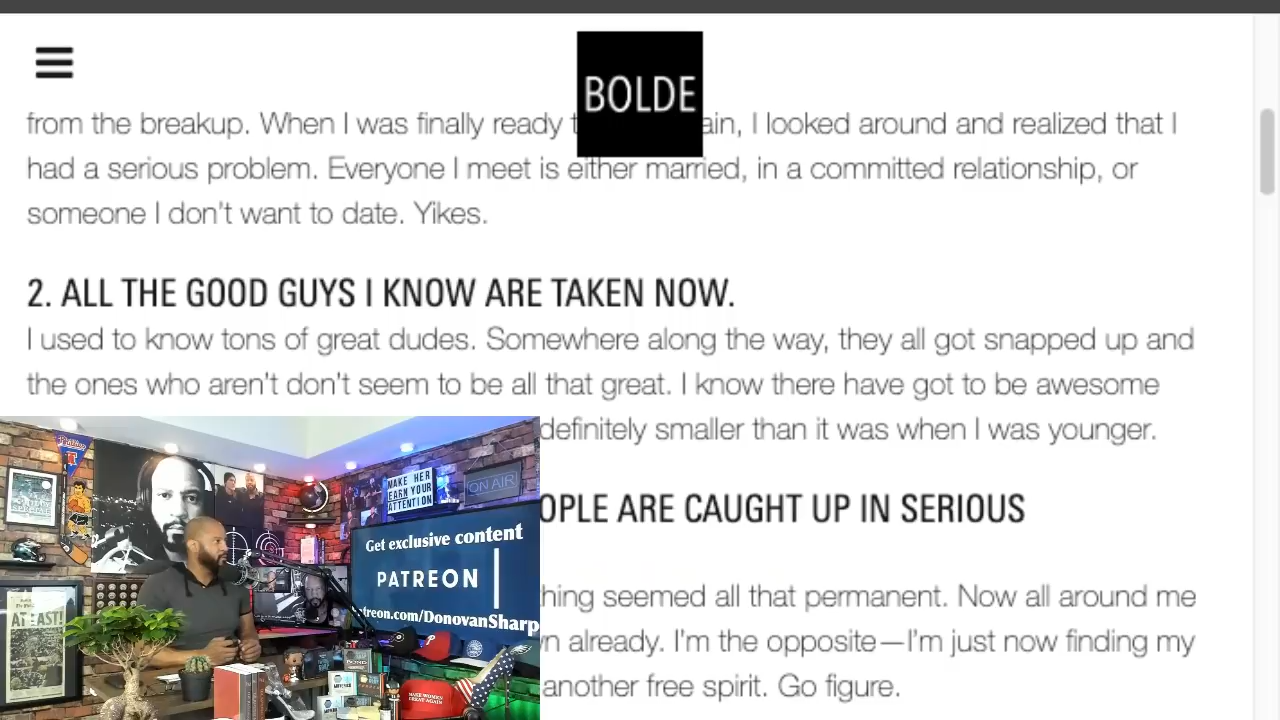 BOLDE
from the breakup. When I was finally ready t ain, I looked around and realized that I
had a serious problem. Everyone I meet is either married, in a committed relationship, or
someone I don't want to date. Yikes.
2. ALL THE GOOD GUYS I KNOW ARE TAKEN NOW.
I used to know tons of great dudes. Somewhere along the way, they all got snapped up and
the ones who aren't don't seem to be all that great. I know there have got to be awesome
definitely smaller than it was when I was younger.
OPLE ARE CAUGHT UP IN SERIOUS
hing seemed all that permanent. Now all around me
n already. I'm the opposite—I'm just now finding my
another free spirit. Go figure.
MAKE HER
EARN YOUR
ATTENTION
ON AIR
Get exclusive content
PATREON
treon.com/DonovanSharp
AT EAST!
MAKE WOMEN
GREAT AGAIN